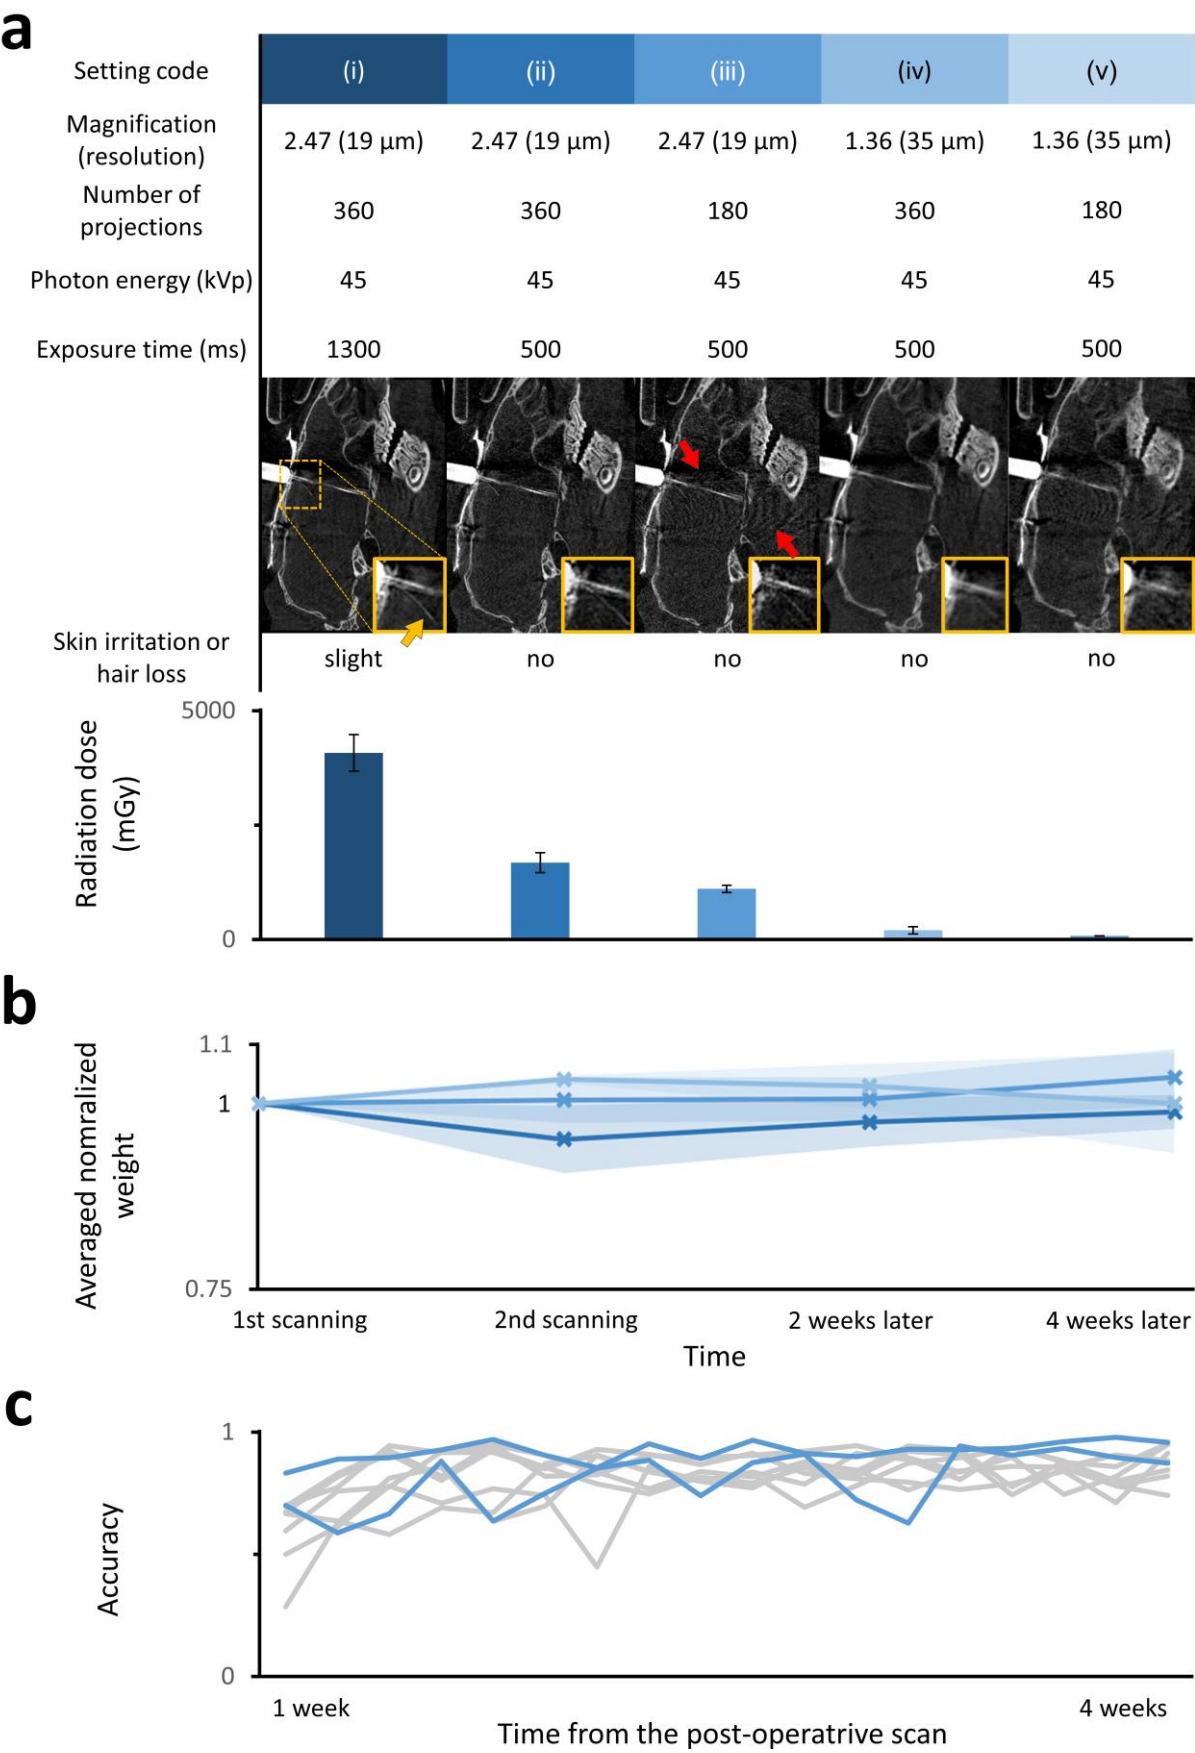 a
Setting code (i) (ii) (iii) (iv) (v)
Magnification
(resolution) 2.47 (19 μm) 2.47 (19 μm) 2.47 (19 μm) 1.36 (35 μm) 1.36 (35 μm)
Number of
projections 360 360 180 360 180
Photon energy (kVp) 45 45 45 45 45
Exposure time (ms) 1300 500 500 500 500
Skin irritation or
hair loss slight no no no no
5000
Radiation dose
(mGy)
0
b
1.1
1
Averaged nomralized
weight
0.75
1st scanning 2nd scanning 2 weeks later 4 weeks later
Time
c
1
Accuracy
0
1 week 4 weeks
Time from the post-operatrive scan